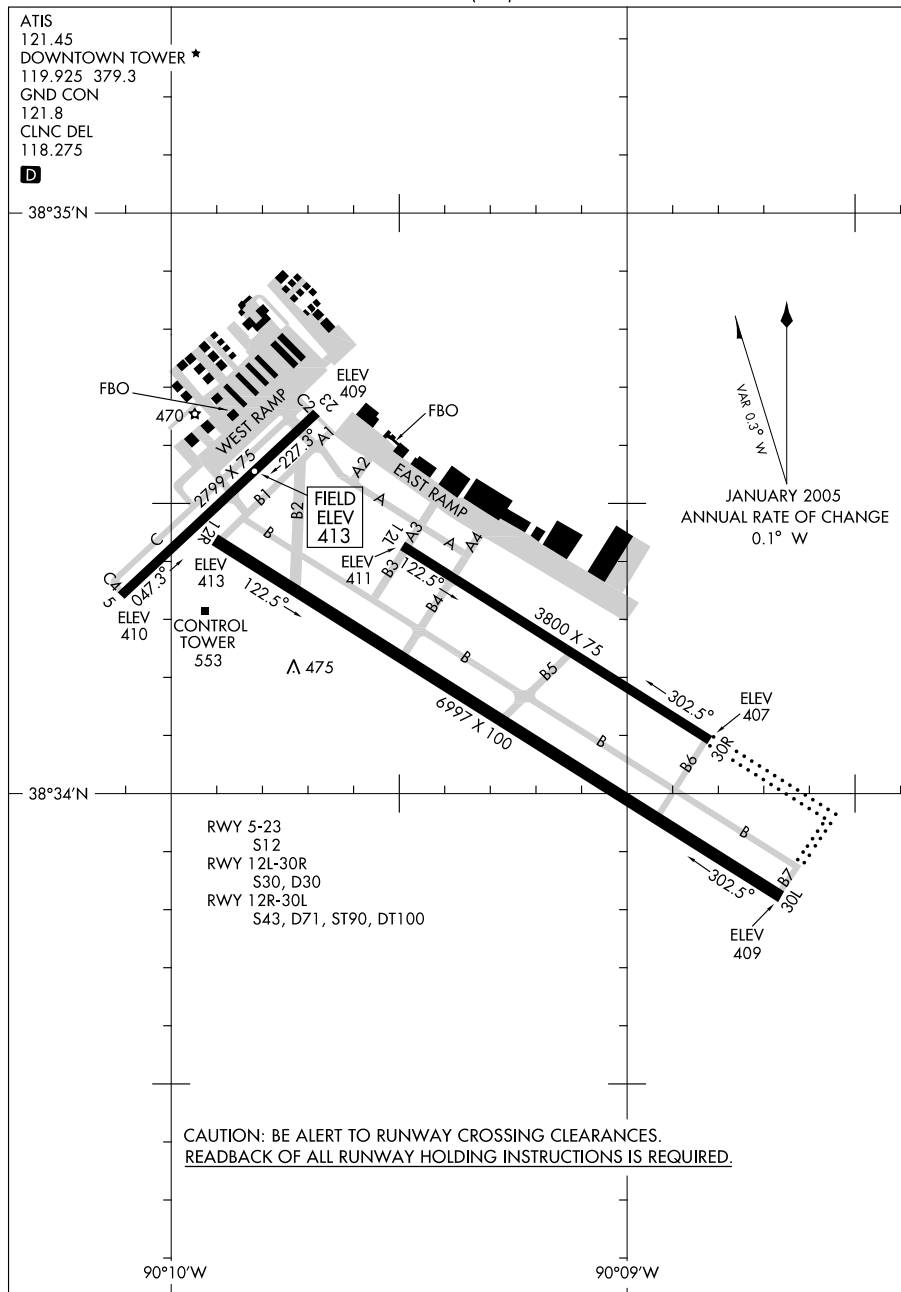 ATIS
121.45
DOWNTOWN TOWER
119.925 379.3
GND CON
121.8
CLNC DEL
118.275
D
38°35'N
FBO
470
WEST RAMP
C2
23
ELEV
409
FBO
A1
227.3°
2799 X 75
A2
EAST RAMP
VAR 0.3° W
JANUARY 2005
ANNUAL RATE OF CHANGE
0.1° W
FIELD
ELEV
413
B1
B2
A
C
12R
B
12L
A3
A
A4
ELEV
411
B3
122.5°
B4
C4
5
047.3°
ELEV
413
122.5°
ELEV
410
CONTROL
TOWER
553
475
3800 X 75
B
B5
302.5°
ELEV
407
6997 X 100
B
B6
30R
38°34'N
B
B7
302.5°
30L
ELEV
409
RWY 5-23
S12
RWY 12L-30R
S30, D30
RWY 12R-30L
S43, D71, ST90, DT100
CAUTION: BE ALERT TO RUNWAY CROSSING CLEARANCES.
READBACK OF ALL RUNWAY HOLDING INSTRUCTIONS IS REQUIRED.
90°10'W
90°09'W